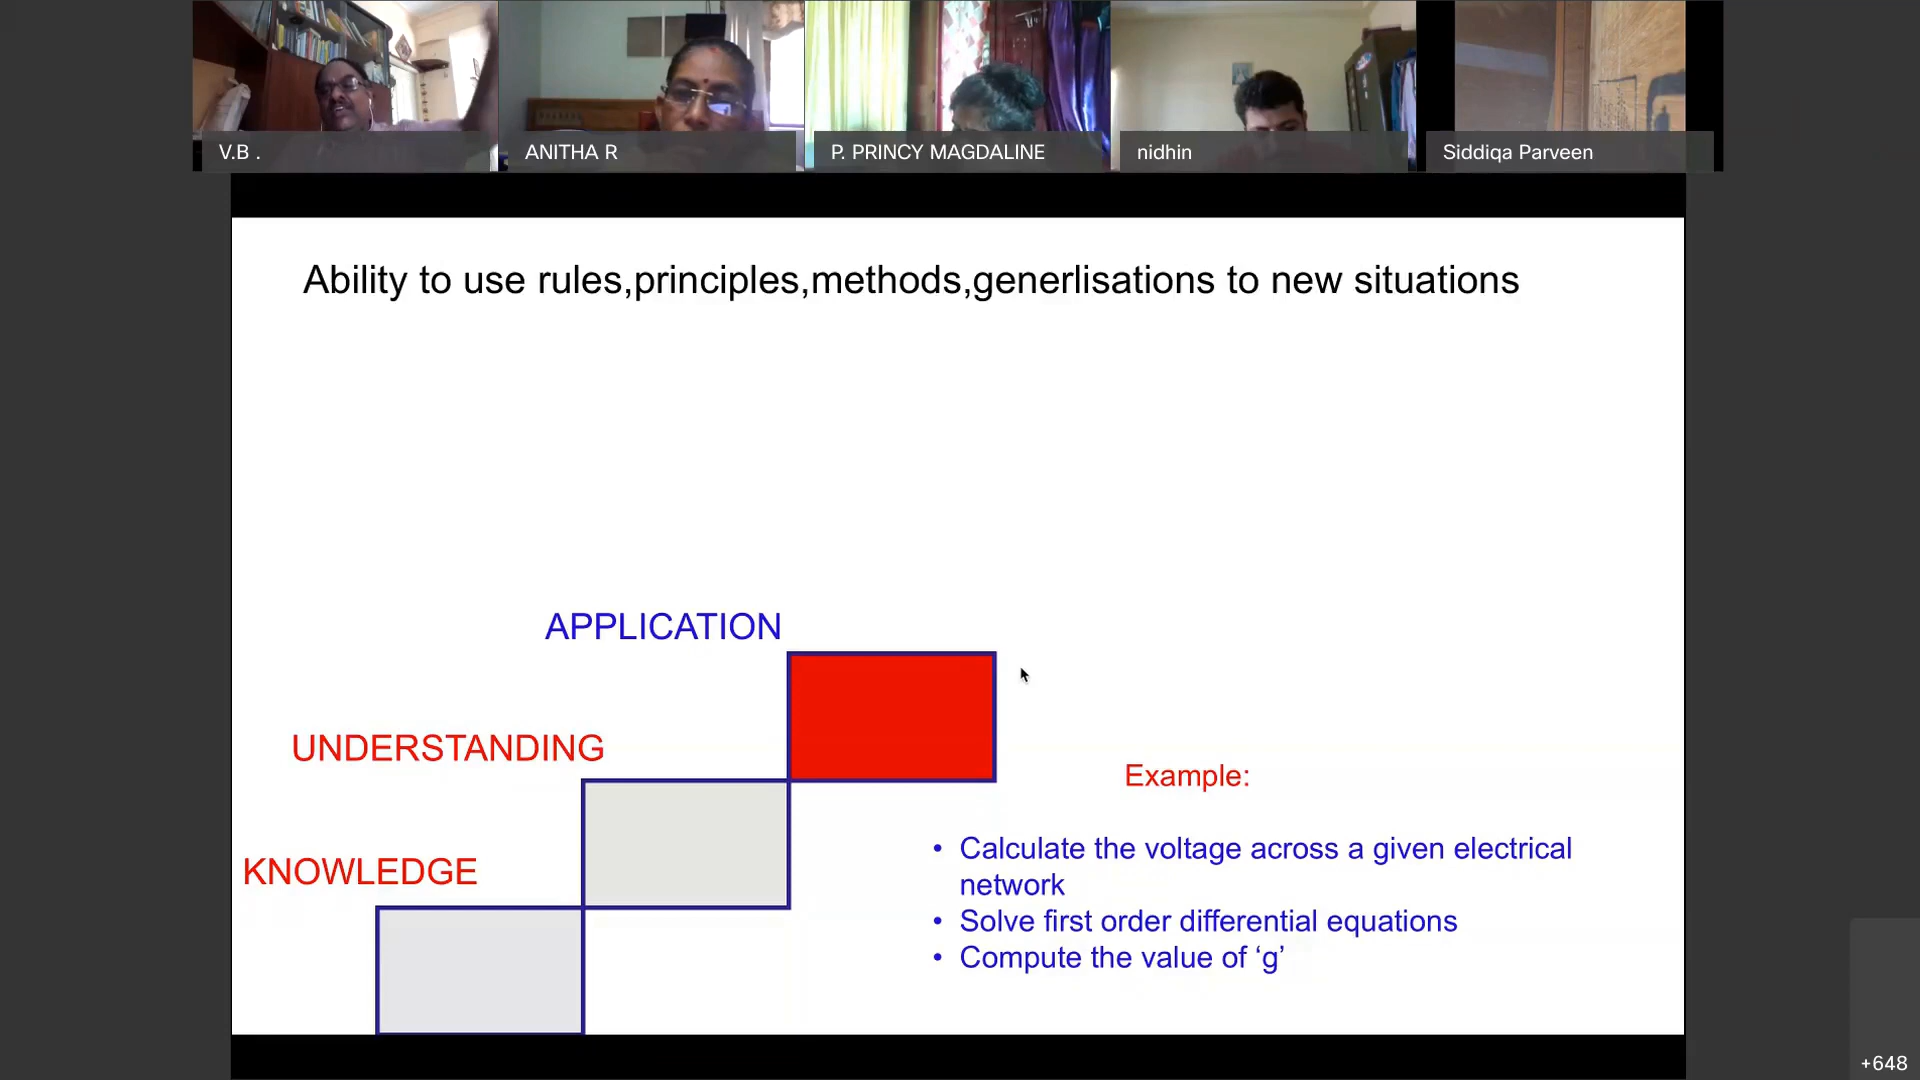 V.B .
ANITHA R
P. PRINCY MAGDALINE
nidhin
Siddiqa Parveen
Ability to use rules,principles,methods,generlisations to new situations
APPLICATION
UNDERSTANDING
KNOWLEDGE
Example:
• Calculate the voltage across a given electrical
network
• Solve first order differential equations
• Compute the value of ‘g’
+648